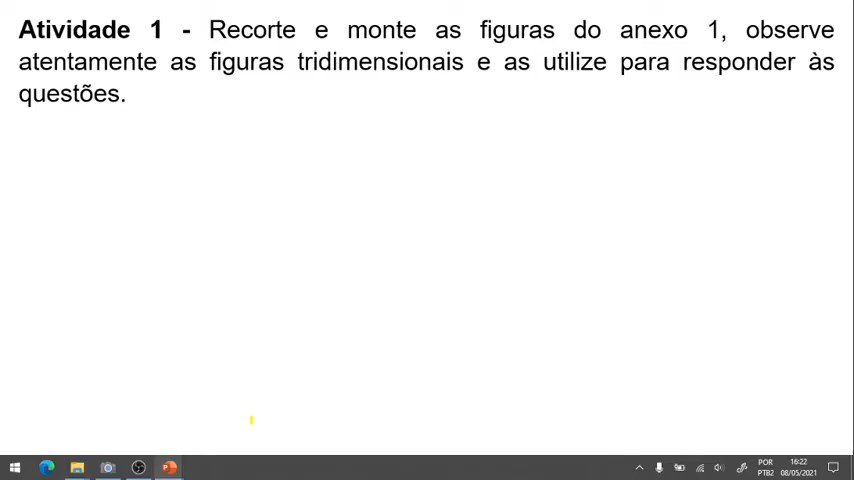 Atividade 1 - Recorte e monte as figuras do anexo 1, observe
atentamente as figuras tridimensionais e as utilize para responder às
questões.
POR
PTB2
16:22
08/05/2021